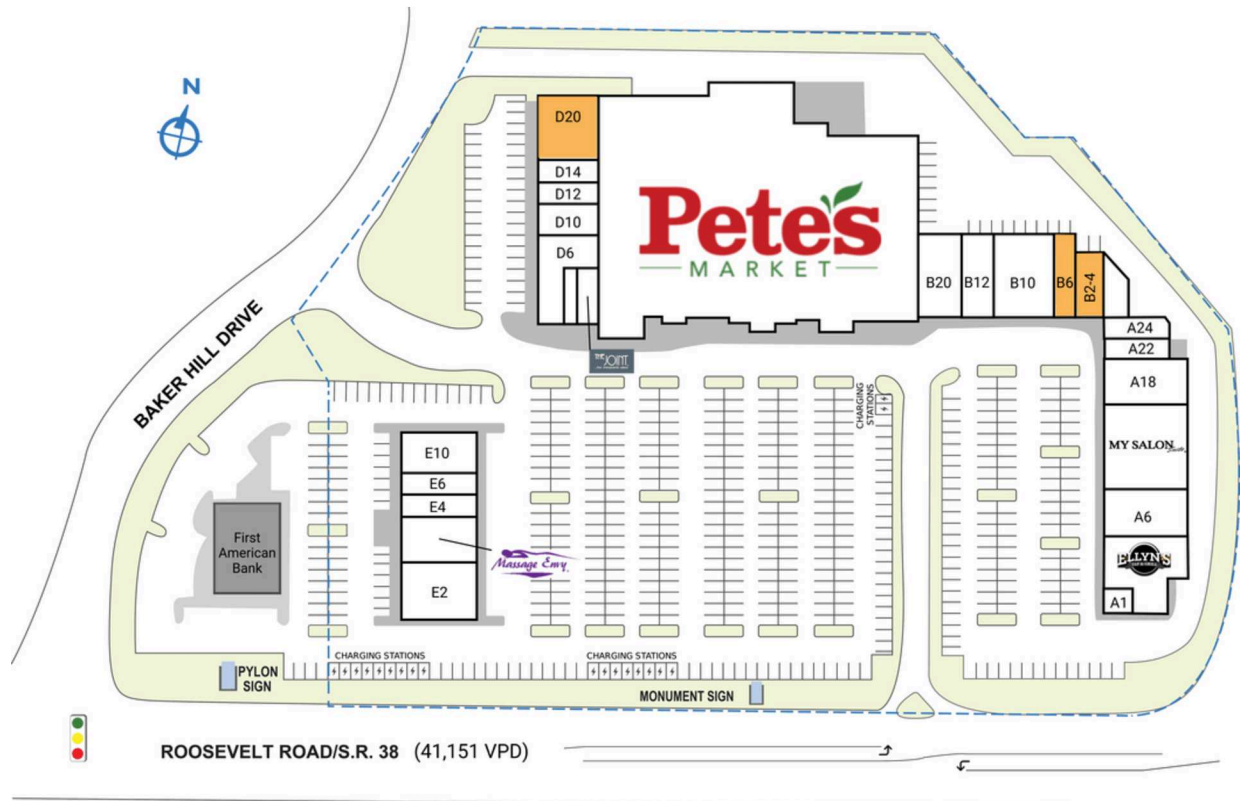 N
D20
D14
D12
D10
D6
Pete's
MARKET
B20
B12
B10
B6
B2-4
A24
A22
A18
MY SALON
A6
ELLYN'S
A1
THE JOINT
CHARGING
STATIONS
BAKER HILL DRIVE
E10
E6
E4
Massage Envy
E2
First
American
Bank
CHARGING STATIONS
CHARGING STATIONS
PYLON
SIGN
MONUMENT SIGN
ROOSEVELT ROAD/S.R. 38 (41,151 VPD)